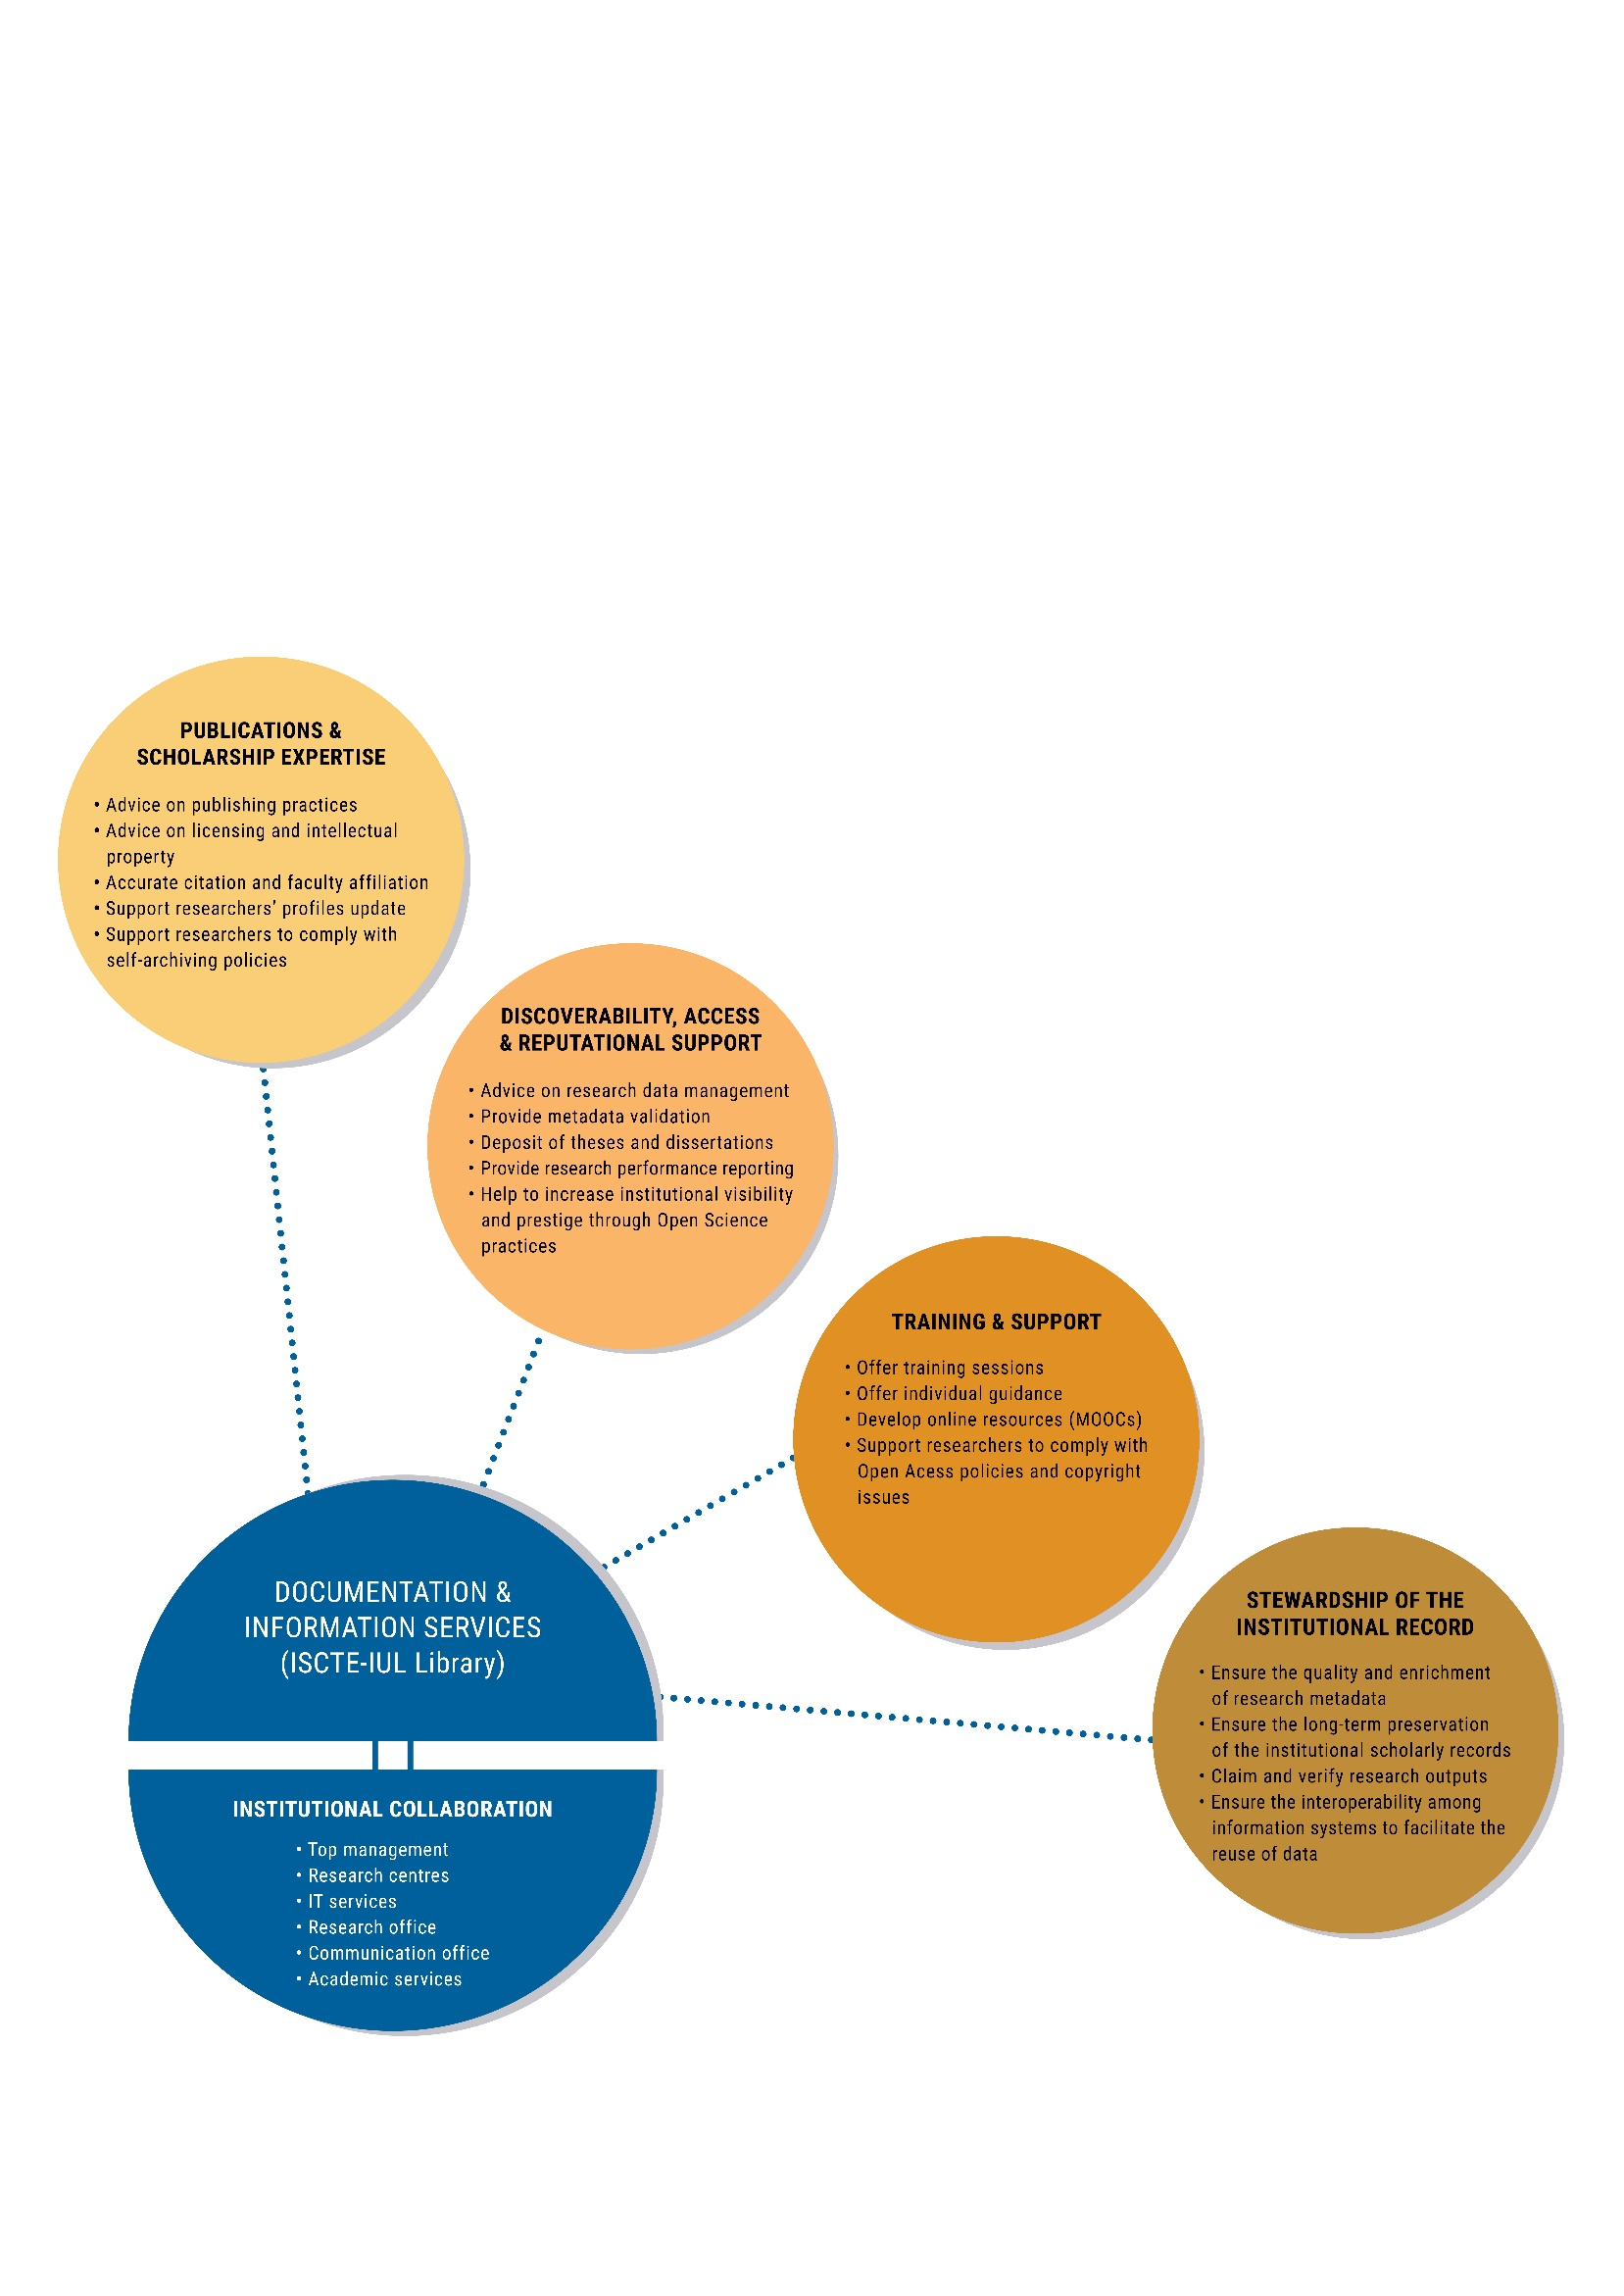 PUBLICATIONS &
SCHOLARSHIP EXPERTISE
• Advice on publishing practices
• Advice on licensing and intellectual
property
• Accurate citation and faculty affiliation
• Support researchers' profiles update
• Support researchers to comply with
self-archiving policies
DISCOVERABILITY, ACCESS
& REPUTATIONAL SUPPORT
• Advice on research data management
• Provide metadata validation
• Deposit of theses and dissertations
• Provide research performance reporting
• Help to increase institutional visibility
and prestige through Open Science
practices
TRAINING & SUPPORT
• Offer training sessions
• Offer individual guidance
• Develop online resources (MOOCs)
• Support researchers to comply with
Open Acess policies and copyright
issues
STEWARDSHIP OF THE
INSTITUTIONAL RECORD
• Ensure the quality and enrichment
of research metadata
• Ensure the long-term preservation
of the institutional scholarly records
• Claim and verify research outputs
• Ensure the interoperability among
information systems to facilitate the
reuse of data
DOCUMENTATION &
INFORMATION SERVICES
(ISCTE-IUL Library)
INSTITUTIONAL COLLABORATION
• Top management
• Research centres
• IT services
• Research office
• Communication office
• Academic services